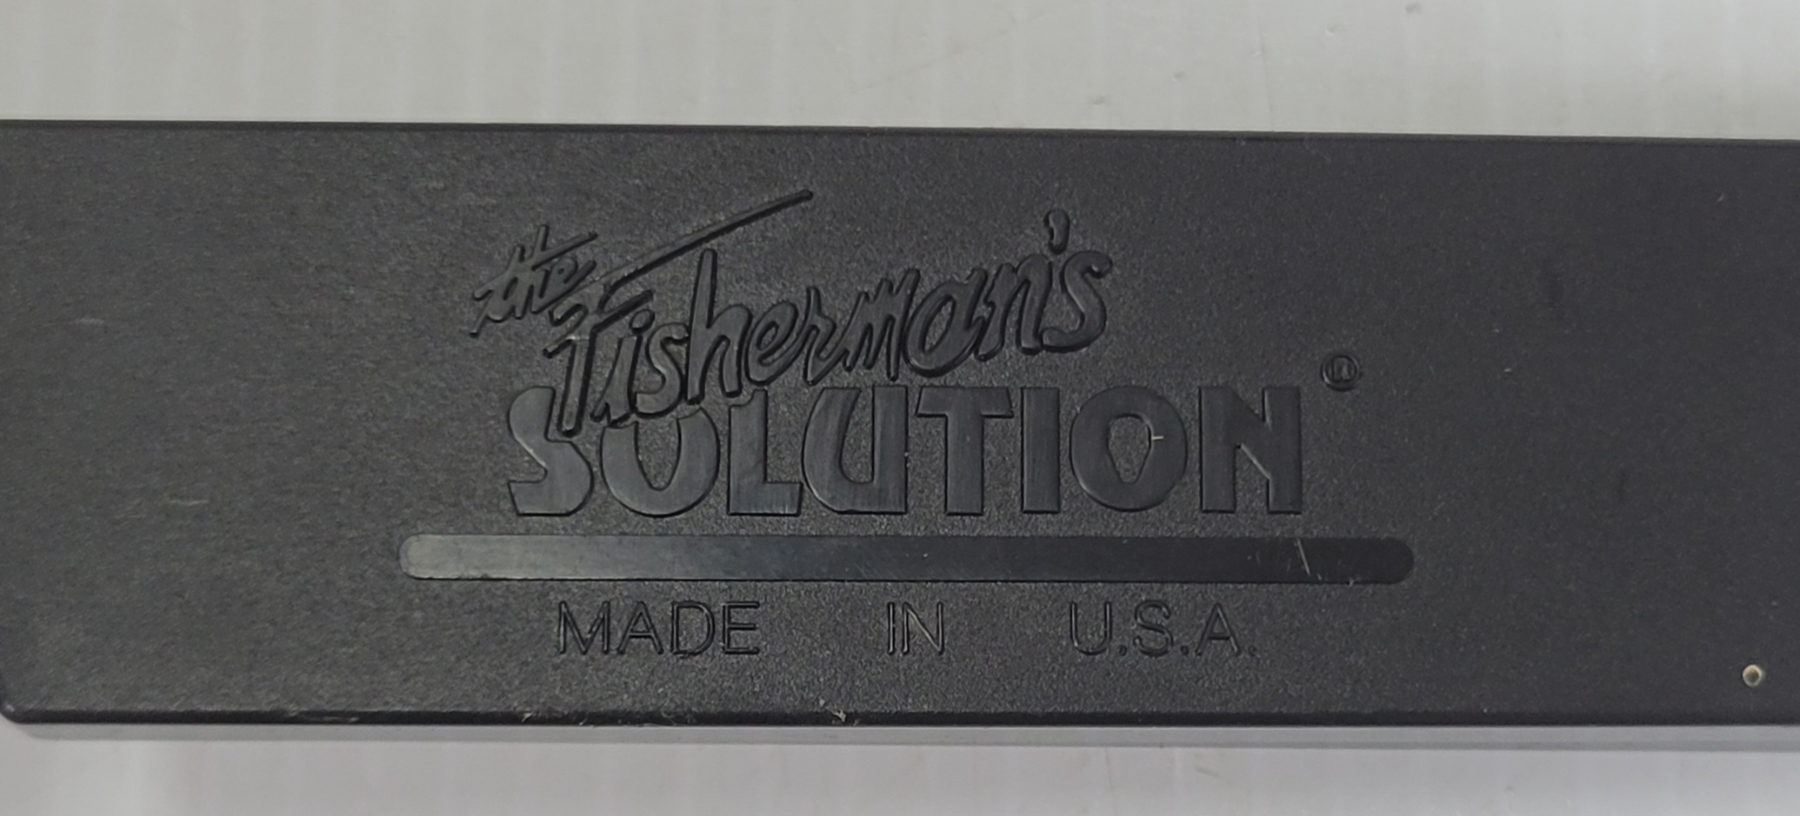 the
Fisherman's
SOLUTION®
MADE IN U.S.A.